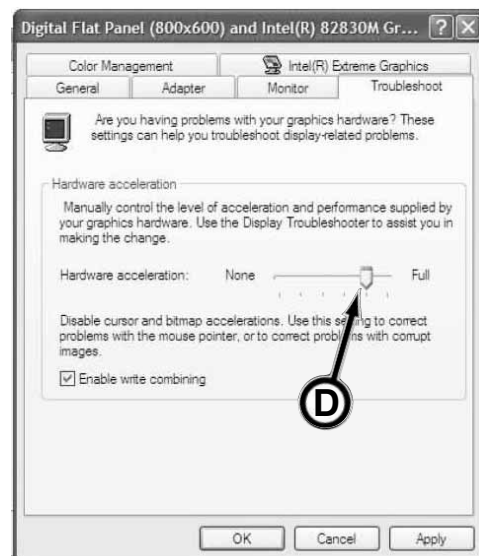 Digital Flat Panel (800x600) and Intel(R) 82830M Gr...
Color Management
Intel(R) Extreme Graphics
General
Adapter
Monitor
Troubleshoot
Are you having problems with your graphics hardware? These
settings can help you troubleshoot display-related problems.
Hardware acceleration
Manually control the level of acceleration and performance supplied by
your graphics hardware. Use the Display Troubleshooter to assist you in
making the change.
Hardware acceleration: None Full
Disable cursor and bitmap accelerations. Use this setting to correct
problems with the mouse pointer, or to correct problems with corrupt
images.
Enable write combining
D
OK
Cancel
Apply